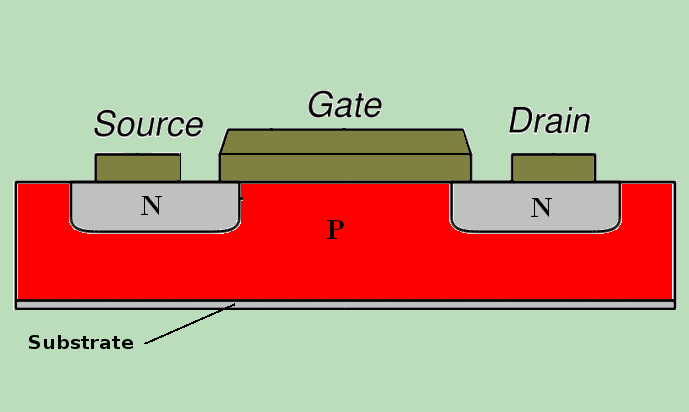 Source
Gate
Drain
N
P
N
Substrate